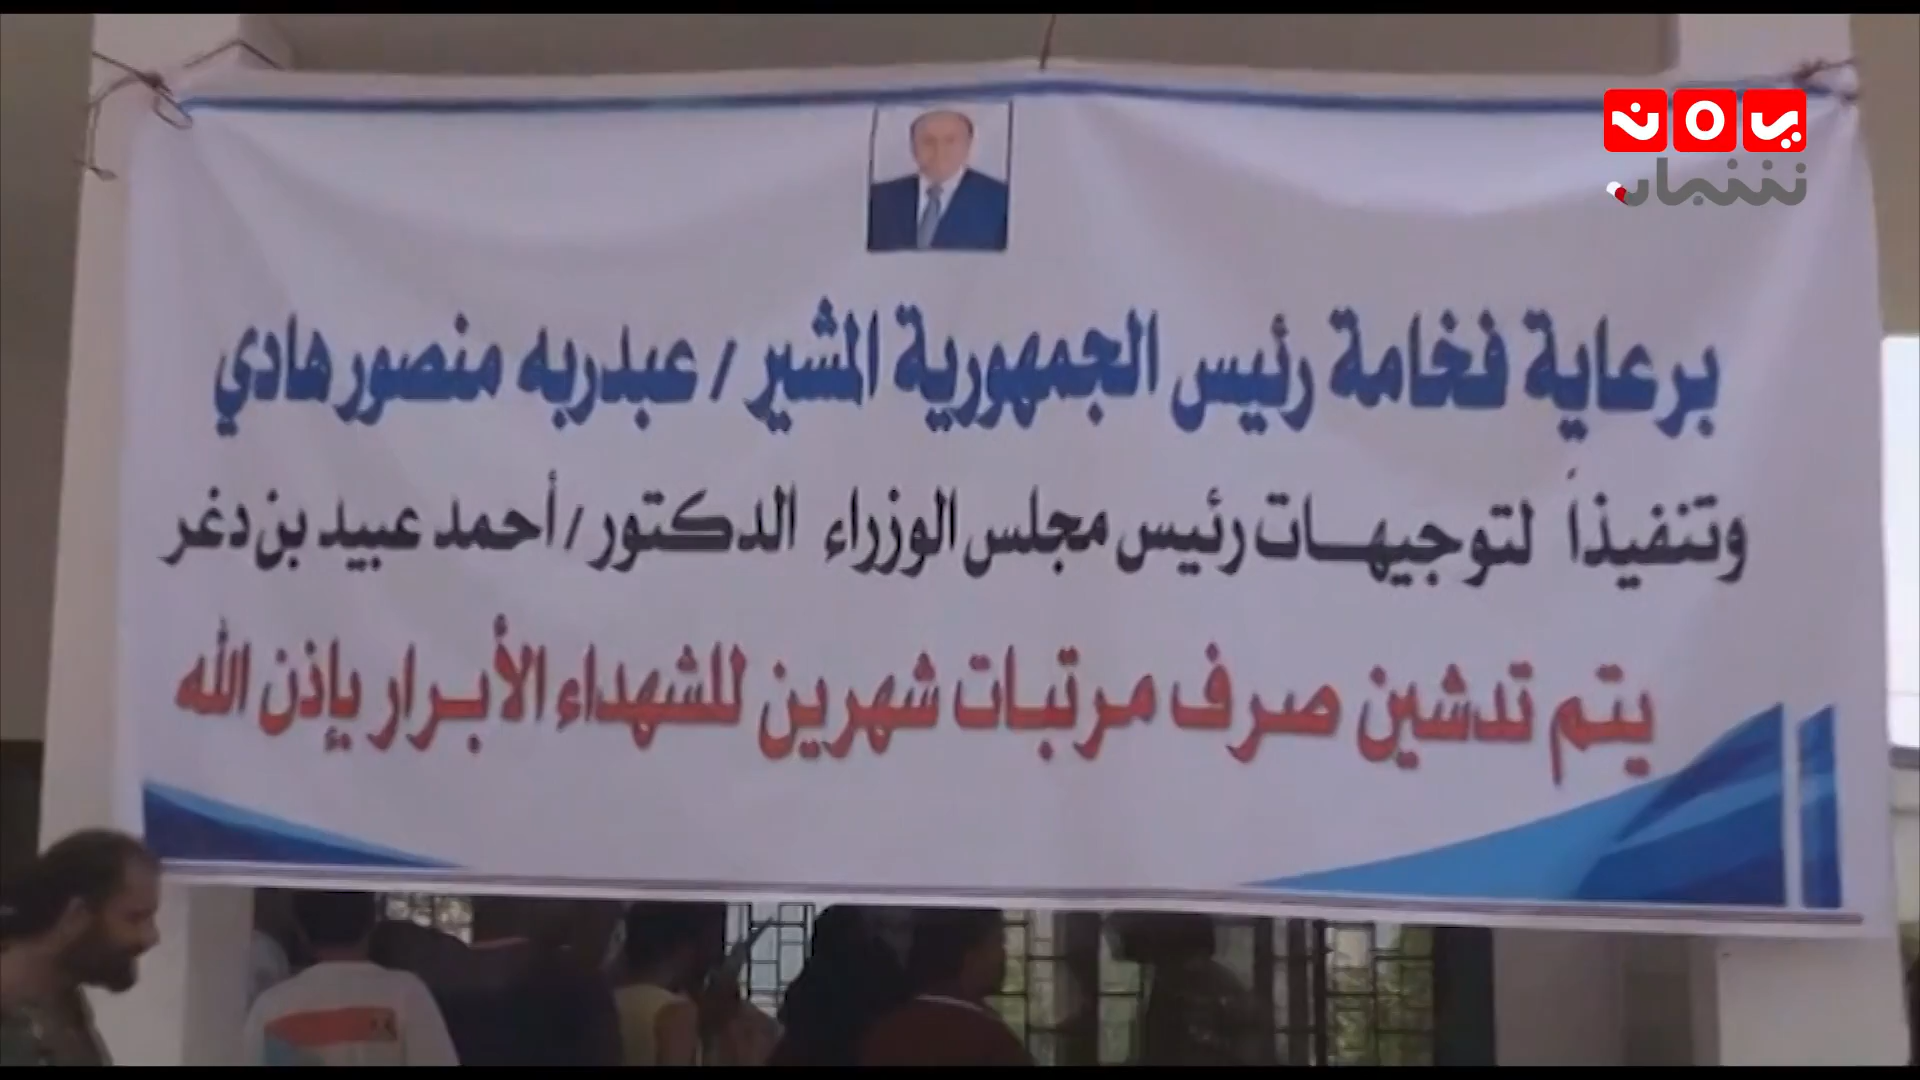 يمن
شباب
برعاية فخامة رئيس الجمهورية المشير / عبدربه منصور هادي
وتنفيذاً لتوجيهات رئيس مجلس الوزراء الدكتور / أحمد عبيد بن دغر
يتم تدشين صرف مرتبات شهرين للشهداء الأبرار بإذن الله